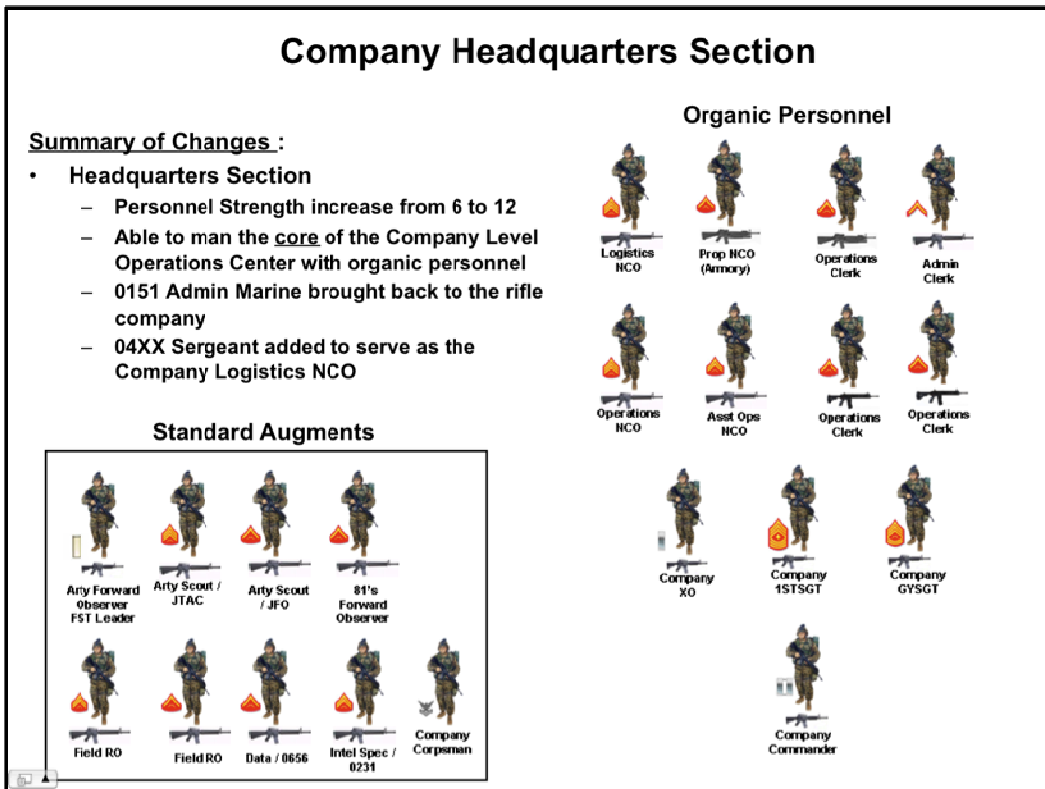 Company Headquarters Section
Summary of Changes :
• Headquarters Section
– Personnel Strength increase from 6 to 12
– Able to man the core of the Company Level
Operations Center with organic personnel
– 0151 Admin Marine brought back to the rifle
company
– 04XX Sergeant added to serve as the
Company Logistics NCO
Standard Augments
Arty Forward
Observer
FST Leader
Arty Scout /
JTAC
Arty Scout
/ JFO
81's
Forward
Observer
Field RO
Field RO
Data / 0656
Intel Spec /
0231
Company
Corpsman
Organic Personnel
Logistics
NCO
Prop NCO
(Armory)
Operations
Clerk
Admin
Clerk
Operations
NCO
Asst Ops
NCO
Operations
Clerk
Operations
Clerk
Company
XO
Company
1STSGT
Company
GYSGT
Company
Commander